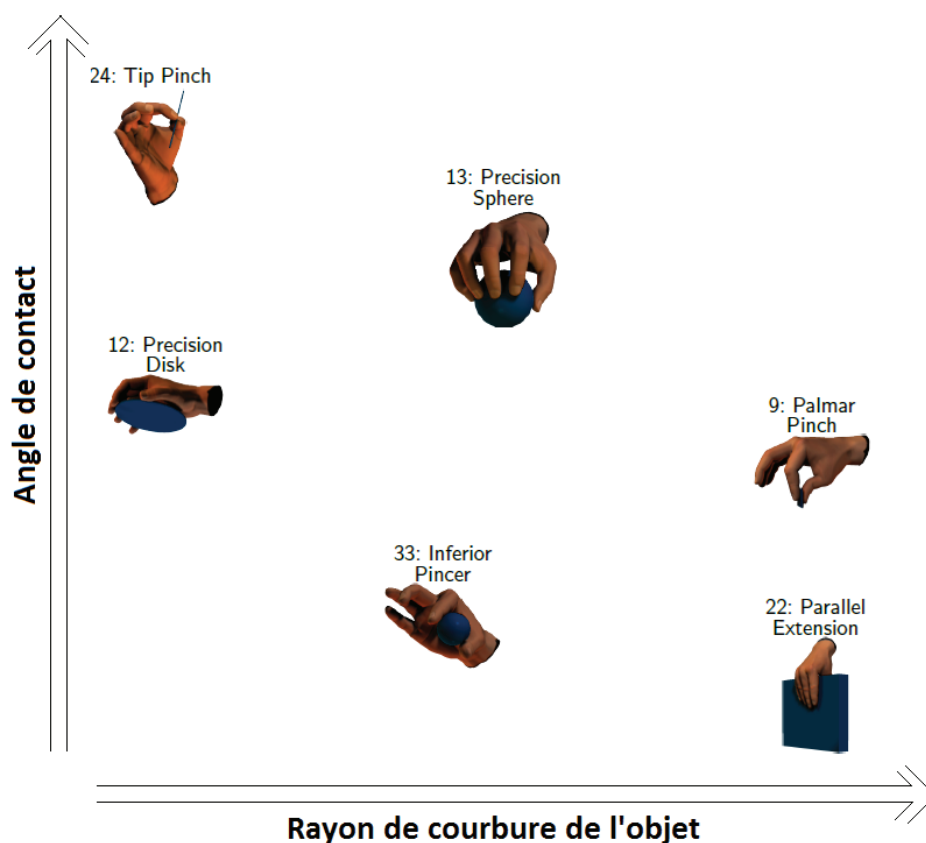 24: Tip Pinch
13: Precision
Sphere
Angle de contact
12: Precision
Disk
9: Palmar
Pinch
33: Inferior
Pincer
22: Parallel
Extension
Rayon de courbure de l'objet